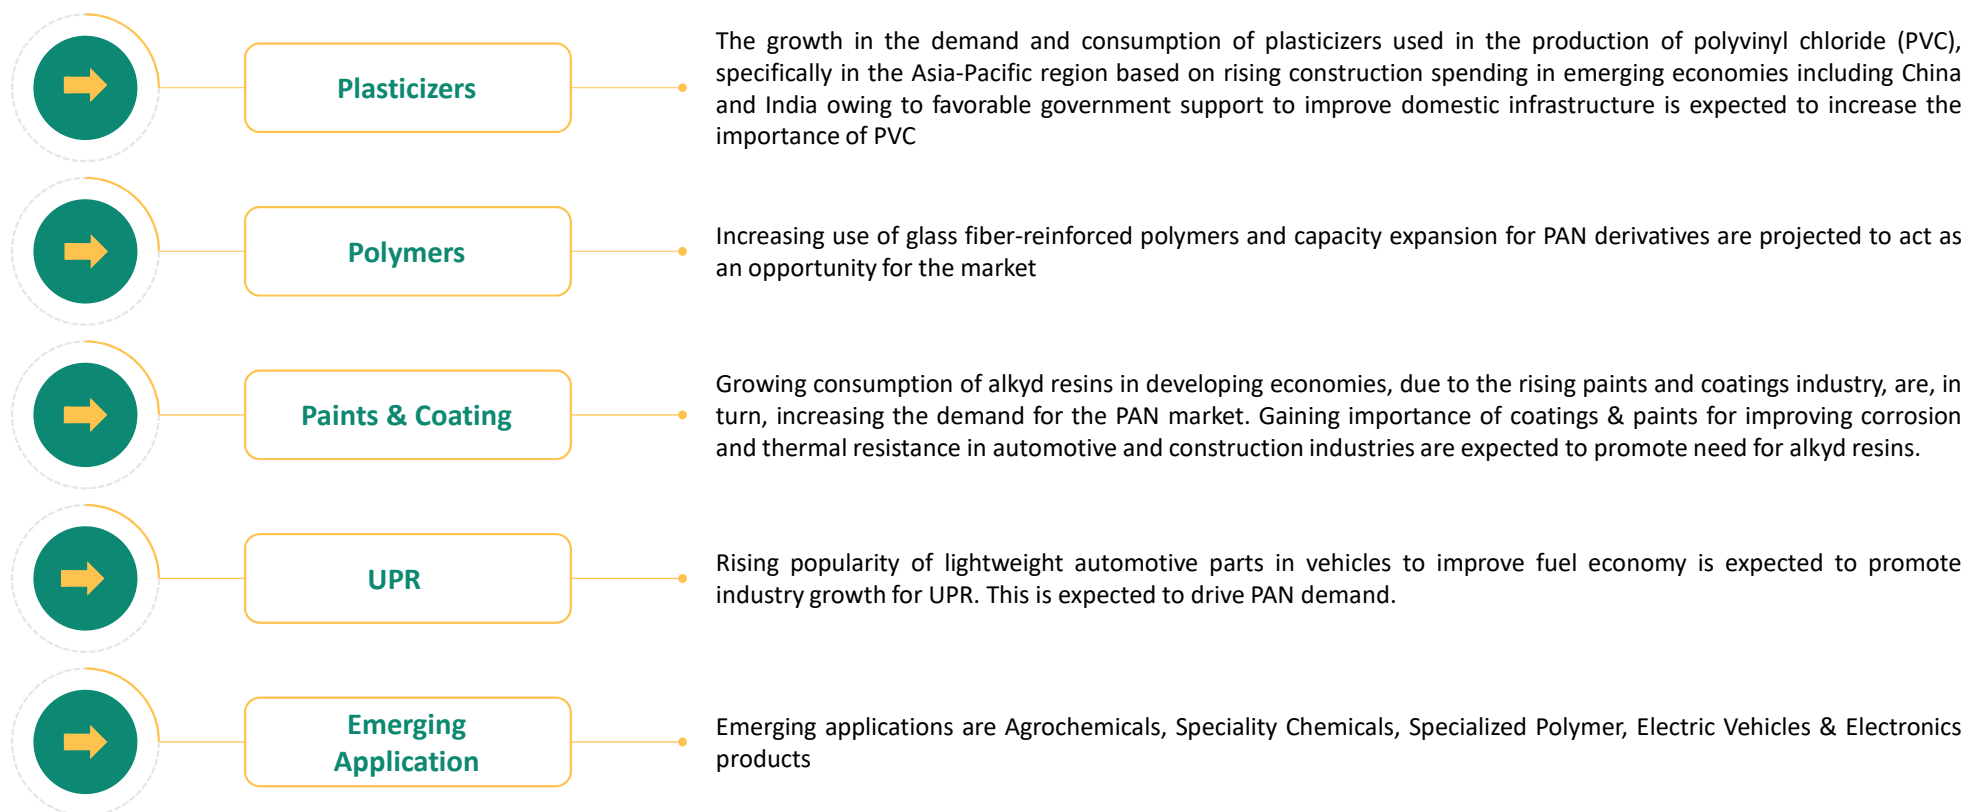 Plasticizers
The growth in the demand and consumption of plasticizers used in the production of polyvinyl chloride (PVC),
specifically in the Asia-Pacific region based on rising construction spending in emerging economies including China
and India owing to favorable government support to improve domestic infrastructure is expected to increase the
importance of PVC
Polymers
Increasing use of glass fiber-reinforced polymers and capacity expansion for PAN derivatives are projected to act as
an opportunity for the market
Paints & Coating
Growing consumption of alkyd resins in developing economies, due to the rising paints and coatings industry, are, in
turn, increasing the demand for the PAN market. Gaining importance of coatings & paints for improving corrosion
and thermal resistance in automotive and construction industries are expected to promote need for alkyd resins.
UPR
Rising popularity of lightweight automotive parts in vehicles to improve fuel economy is expected to promote
industry growth for UPR. This is expected to drive PAN demand.
Emerging
Application
Emerging applications are Agrochemicals, Speciality Chemicals, Specialized Polymer, Electric Vehicles & Electronics
products